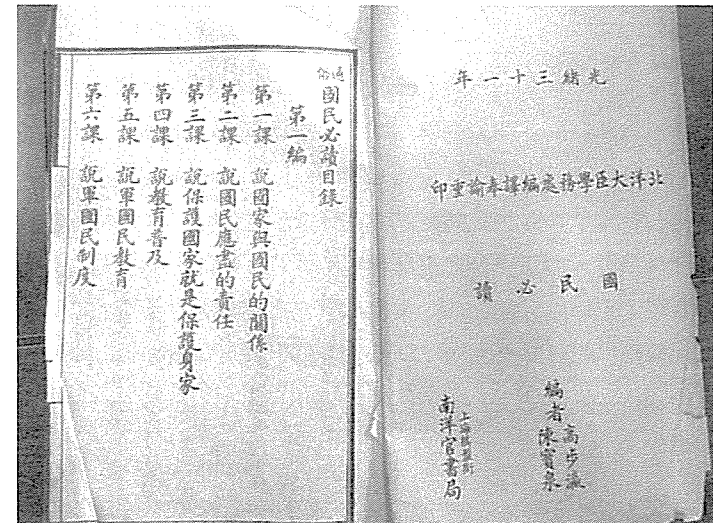 光緒三十一年
北洋大臣學務處編譯奉諭重印
國民必讀
編者高步瀛
陳寶泉
南洋官書局
通俗國民必讀目錄
第一編
第一課 說國家與國民的關係
第二課 說國民應盡的責任
第三課 說保護國家就是保護身家
第四課 說教育普及
第五課 說軍國民教育
第六課 說軍國民制度